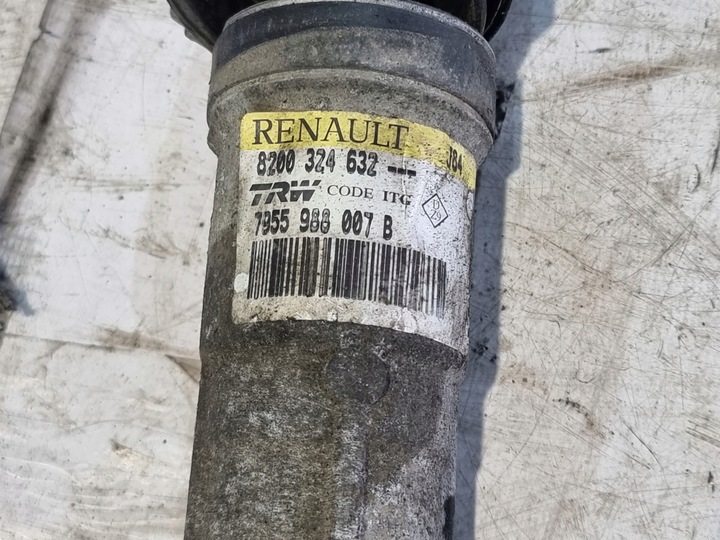 RENAULT J84
8200 324 632 ---
TRW CODE ITG
7955 988 007 B